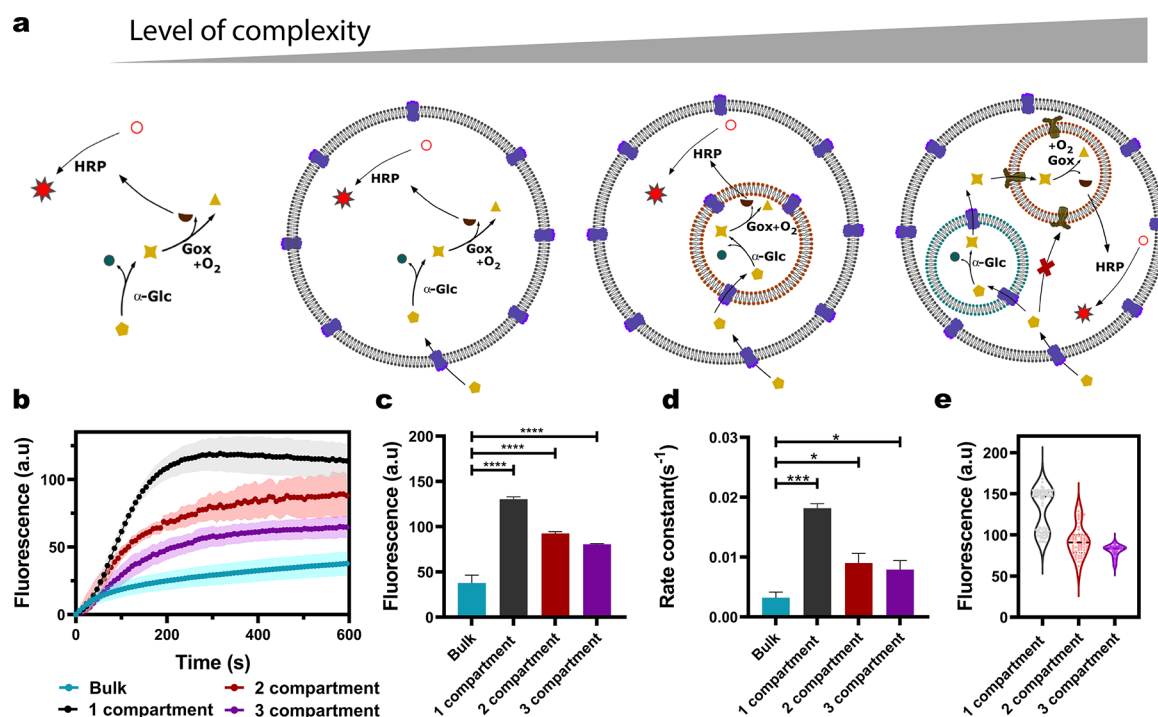 a
Level of complexity
HRP
Gox
+O2
α-Glc
HRP
Gox
+O2
α-Glc
HRP
Gox+O2
α-Glc
+O2
Gox
α-Glc
HRP
b
Fluorescence (a.u)
100
50
0
0
200
400
600
Time (s)
Bulk
1 compartment
2 compartment
3 compartment
c
Fluorescence (a.u)
200
150
100
50
0
****
****
****
Bulk
1 compartment
2 compartment
3 compartment
d
Rate constant(s-1)
0.03
0.02
0.01
0.00
*
*
***
Bulk
1 compartment
2 compartment
3 compartment
e
Fluorescence (a.u)
200
150
100
50
0
1 compartment
2 compartment
3 compartment